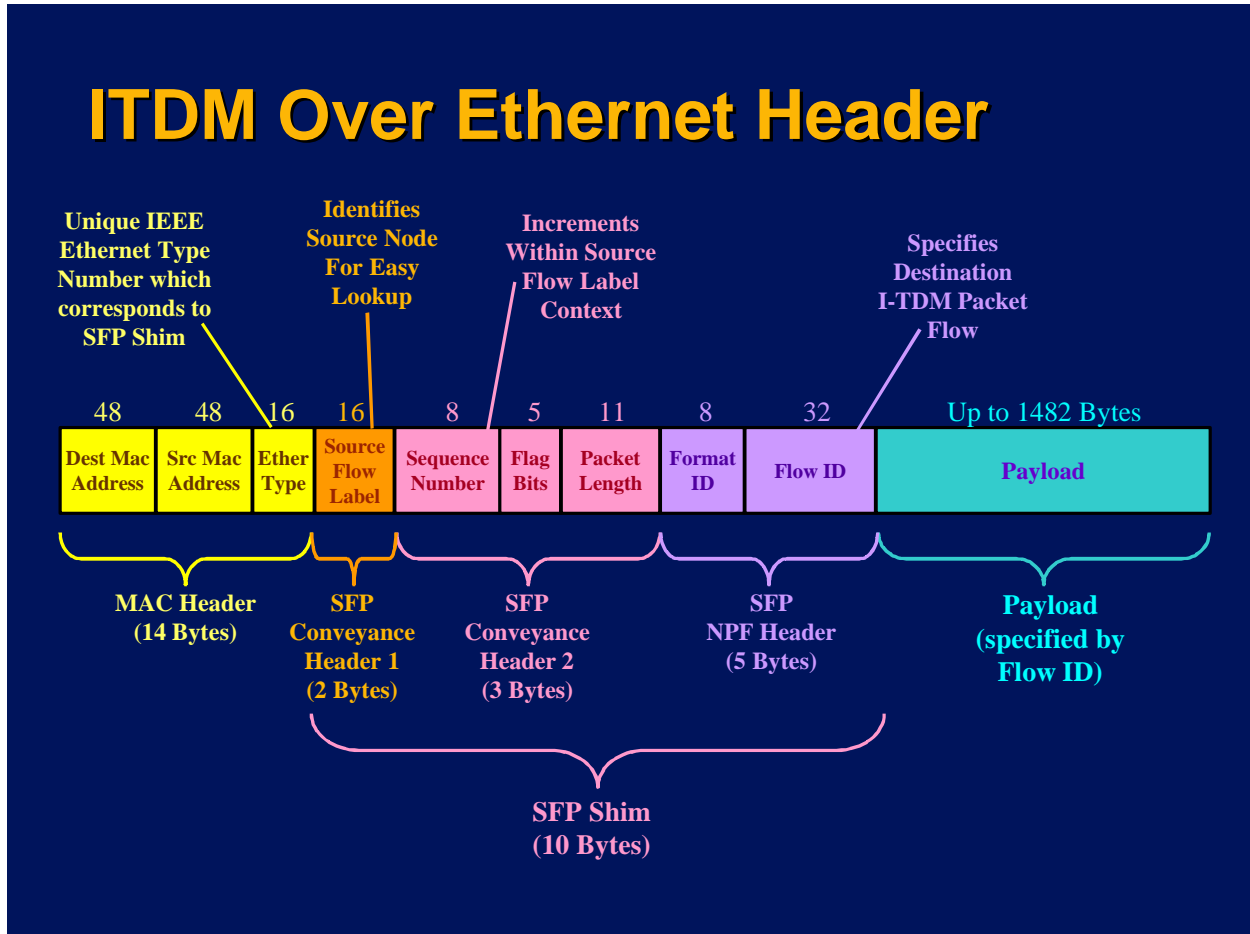 ITDM Over Ethernet Header
Unique IEEE
Ethernet Type
Number which
corresponds to
SFP Shim
Identifies
Source Node
For Easy
Lookup
Increments
Within Source
Flow Label
Context
Specifies
Destination
I-TDM Packet
Flow
48 48 16 16 8 5 11 8 32 Up to 1482 Bytes
Dest Mac
Address
Src Mac
Address
Ether
Type
Source
Flow
Label
Sequence
Number
Flag
Bits
Packet
Length
Format
ID
Flow ID
Payload
MAC Header
(14 Bytes)
SFP
Conveyance
Header 1
(2 Bytes)
SFP
Conveyance
Header 2
(3 Bytes)
SFP
NPF Header
(5 Bytes)
Payload
(specified by
Flow ID)
SFP Shim
(10 Bytes)